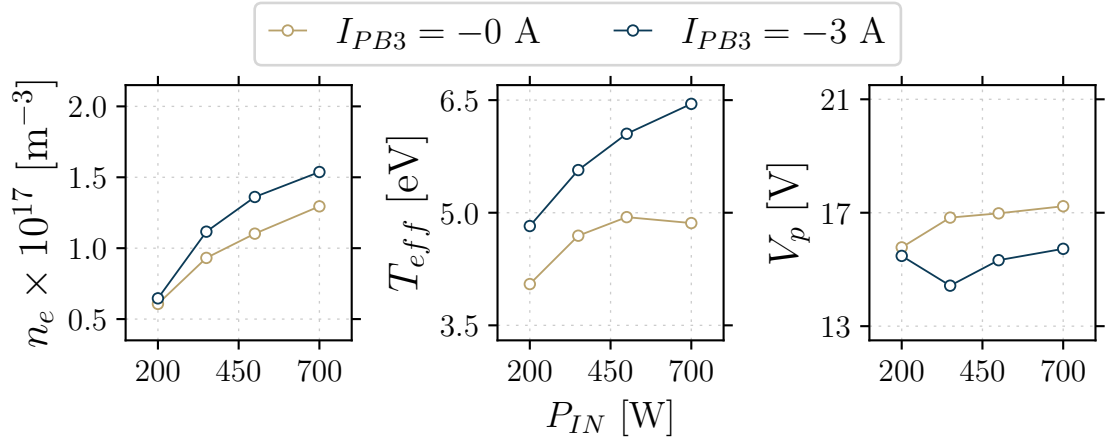 I_{PB3} = −0 A    I_{PB3} = −3 A
n_e × 10^{17} [m^{−3}]
2.0
1.5
1.0
0.5
200 450 700
T_{eff} [eV]
6.5
5.0
3.5
200 450 700
P_{IN} [W]
V_p [V]
21
17
13
200 450 700